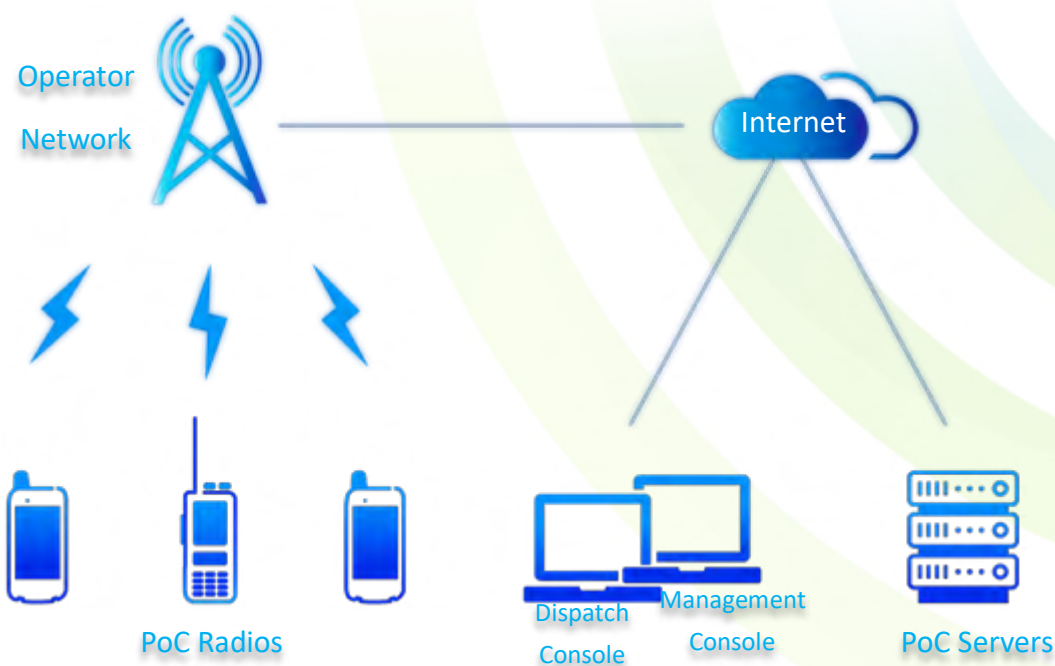 Operator
Network
Internet
PoC Radios
Dispatch
Console
Management
Console
PoC Servers